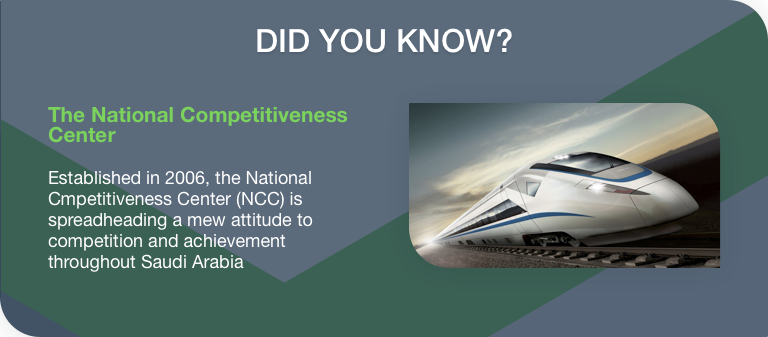 DID YOU KNOW?
The National Competitiveness
Center
Established in 2006, the National
Cmpetitiveness Center (NCC) is
spreadheading a mew attitude to
competition and achievement
throughout Saudi Arabia